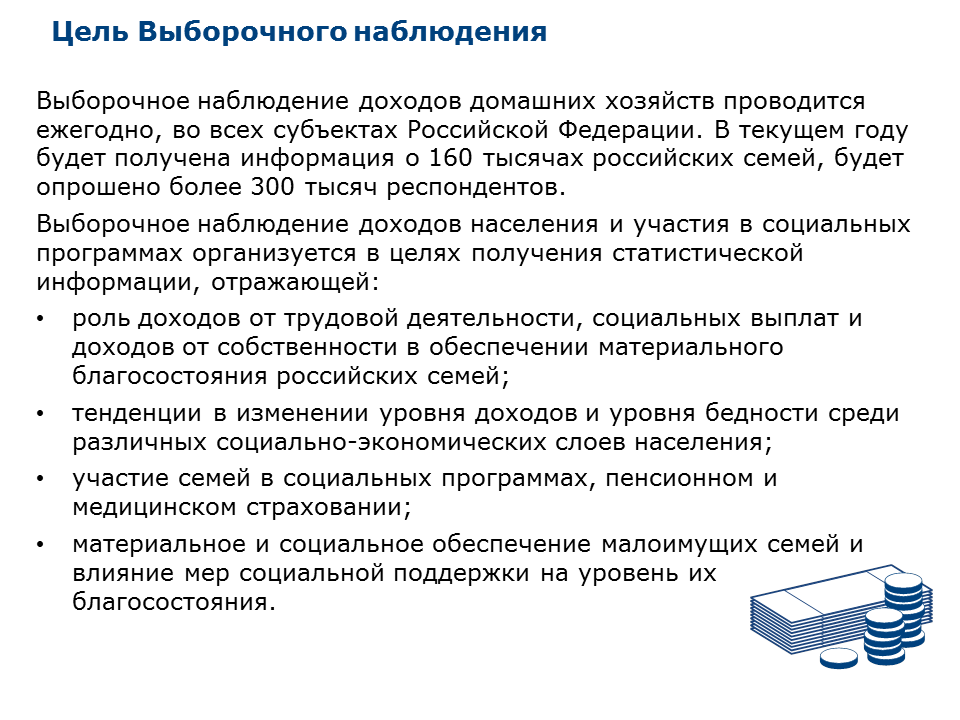 Цель Выборочного наблюдения
Выборочное наблюдение доходов домашних хозяйств проводится
ежегодно, во всех субъектах Российской Федерации. В текущем году
будет получена информация о 160 тысячах российских семей, будет
опрошено более 300 тысяч респондентов.
Выборочное наблюдение доходов населения и участия в социальных
программах организуется в целях получения статистической
информации, отражающей:
• роль доходов от трудовой деятельности, социальных выплат и
доходов от собственности в обеспечении материального
благосостояния российских семей;
• тенденции в изменении уровня доходов и уровня бедности среди
различных социально-экономических слоев населения;
• участие семей в социальных программах, пенсионном и
медицинском страховании;
• материальное и социальное обеспечение малоимущих семей и
влияние мер социальной поддержки на уровень их
благосостояния.